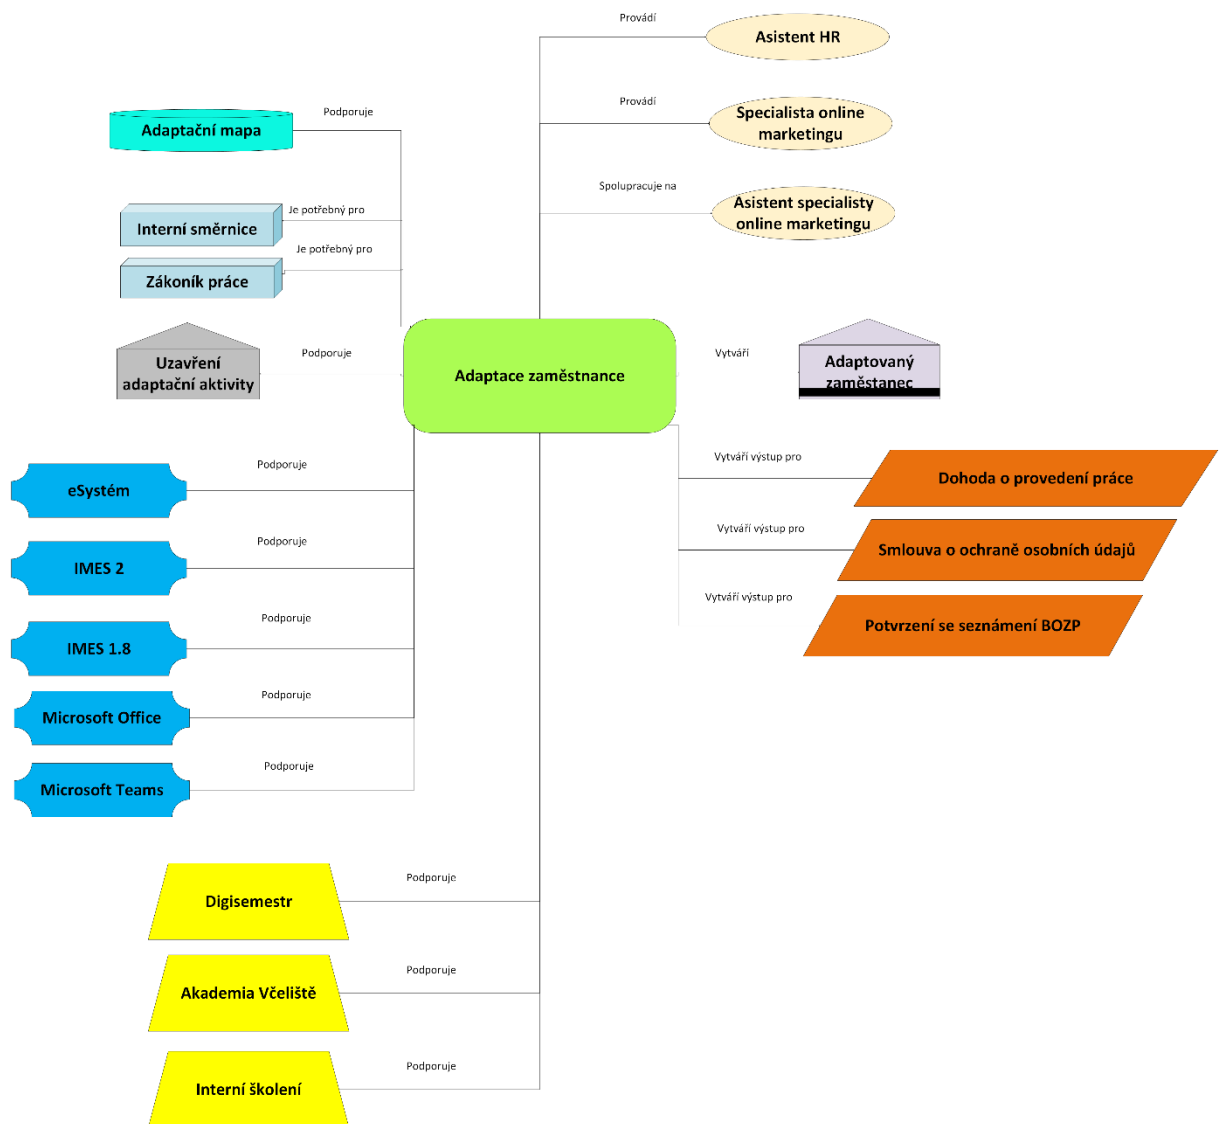 Provádí
Asistent HR
Provádí
Specialista online
marketingu
Podporuje
Adaptační mapa
Spolupracuje na
Asistent specialisty
online marketingu
Je potřebný pro
Interní směrnice
Je potřebný pro
Zákoník práce
Uzavření
adaptační aktivity
Podporuje
Adaptace zaměstnance
Vytváří
Adaptovaný
zaměstanec
Podporuje
eSystém
Vytváří výstup pro
Dohoda o provedení práce
Podporuje
IMES 2
Vytváří výstup pro
Smlouva o ochraně osobních údajů
Podporuje
IMES 1.8
Vytváří výstup pro
Potvrzení se seznámení BOZP
Podporuje
Microsoft Office
Podporuje
Microsoft Teams
Podporuje
Digisemestr
Podporuje
Akademia Včeliště
Podporuje
Interní školení